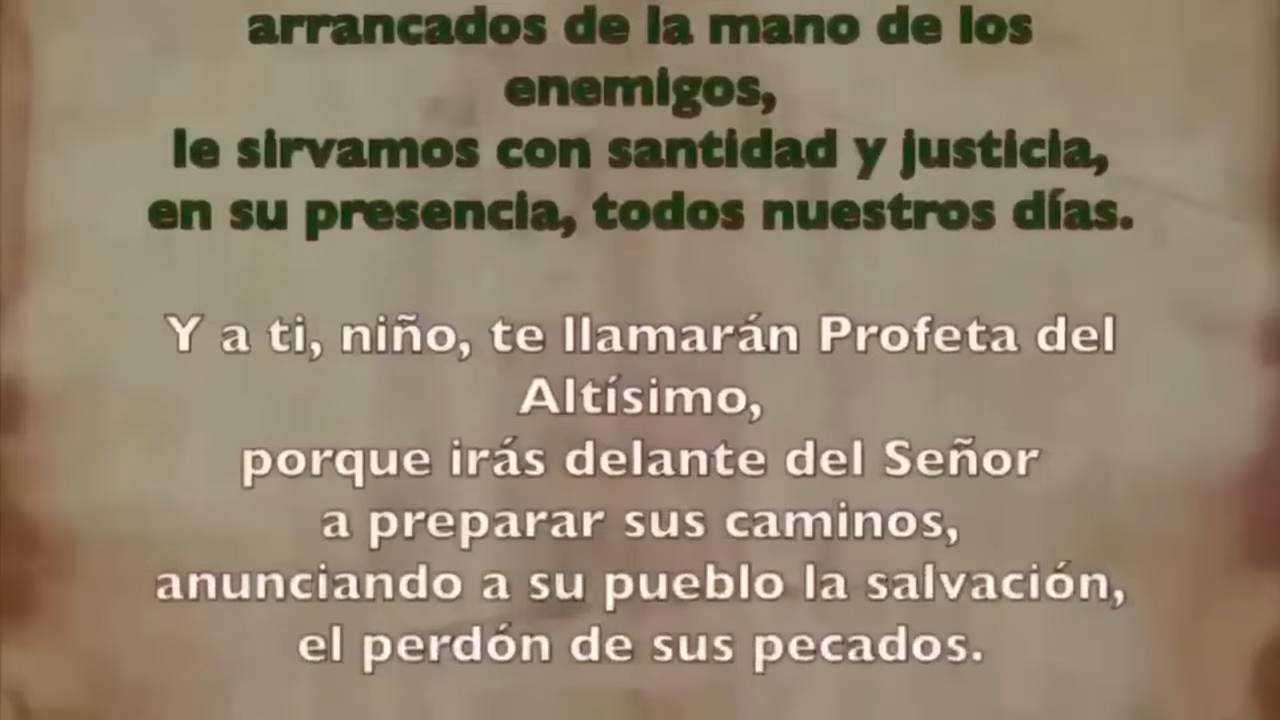 arrancados de la mano de los
enemigos,
le sirvamos con santidad y justicia,
en su presencia, todos nuestros días.
Y a ti, niño, te llamarán Profeta del
Altísimo,
porque irás delante del Señor
a preparar sus caminos,
anunciando a su pueblo la salvación,
el perdón de sus pecados.